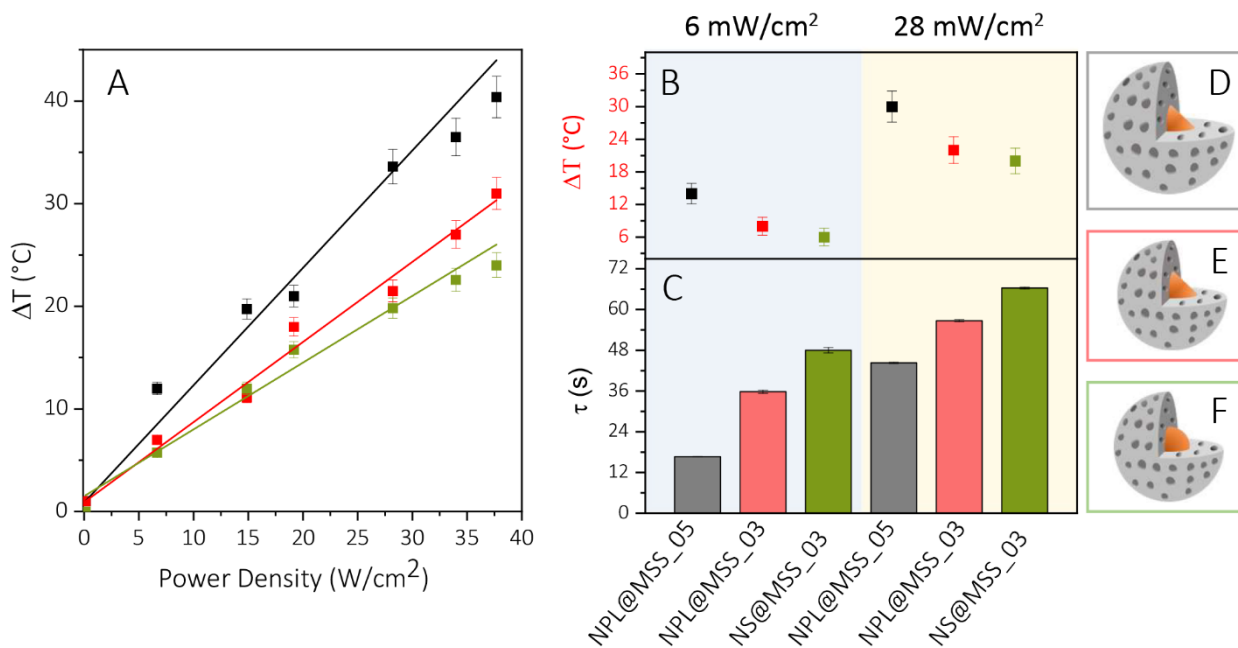 A
ΔT (°C)
40
30
20
10
0
0 5 10 15 20 25 30 35 40
Power Density (W/cm²)
6 mW/cm² 28 mW/cm²
B
ΔT (°C)
36
30
24
18
12
6
C
τ (s)
72
60
48
36
24
12
0
NPL@MSS_05
NPL@MSS_03
NS@MSS_03
NPL@MSS_05
NPL@MSS_03
NS@MSS_03
D
E
F